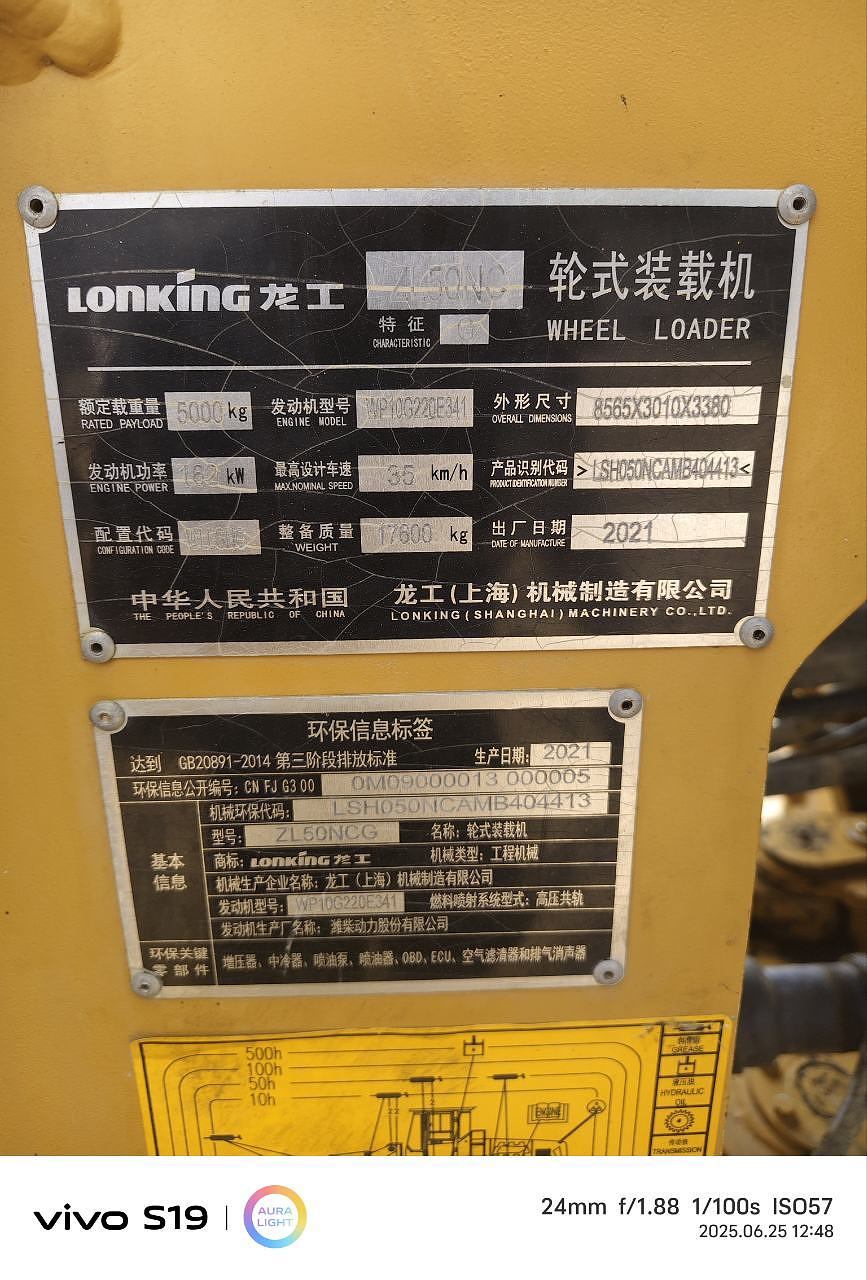 LONKING 龙工 ZL50NC 轮式装载机
特征 G
CHARACTERISTIC
WHEEL LOADER
额定载重量 5000 kg 发动机型号 WP10G220E341 外形尺寸 8565X3010X3380
RATED PAYLOAD ENGINE MODEL OVERALL DIMENSIONS
发动机功率 162 kW 最高设计车速 35 km/h 产品识别代码 >LSH050NCAMB404413<
ENGINE POWER MAX.NOMINAL SPEED PRODUCT IDENTIFICATION NUMBER
配置代码 整备质量 17600 kg 出厂日期 2021
CONFIGURATION CODE WEIGHT DATE OF MANUFACTURE
中华人民共和国 龙工(上海)机械制造有限公司
THE PEOPLE'S REPUBLIC OF CHINA LONKING(SHANGHAI)MACHINERY CO.,LTD.
环保信息标签
达到 GB20891-2014 第三阶段排放标准 生产日期: 2021
环保信息公开编号: CN FJ G3 00 0M09000013 000005
机械环保代码: LSH050NCAMB404413
型号: ZL50NCG 名称: 轮式装载机
基本信息
商标: LONKING 龙工 机械类型: 工程机械
机械生产企业名称: 龙工(上海)机械制造有限公司
发动机型号: WP10G220E341 燃料喷射系统型式: 高压共轨
发动机生产厂名称: 潍柴动力股份有限公司
环保关键零部件 增压器、中冷器、喷油泵、喷油器、OBD、ECU、空气滤清器和排气消声器
500h
100h
50h
10h
ENGINE
GREASE
液压油
HYDRAULIC OIL
TRANSMISSION
vivo S19 | AURA LIGHT
24mm f/1.88 1/100s ISO57
2025.06.25 12:48